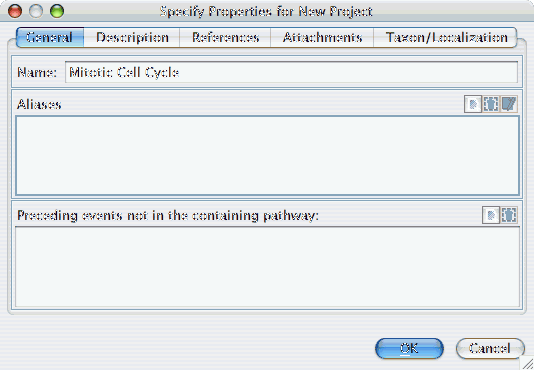 Specify Properties for New Project
General Description References Attachments Taxon/Localization
Name: Mitotic Cell Cycle
Aliases
Preceding events not in the containing pathway:
OK Cancel